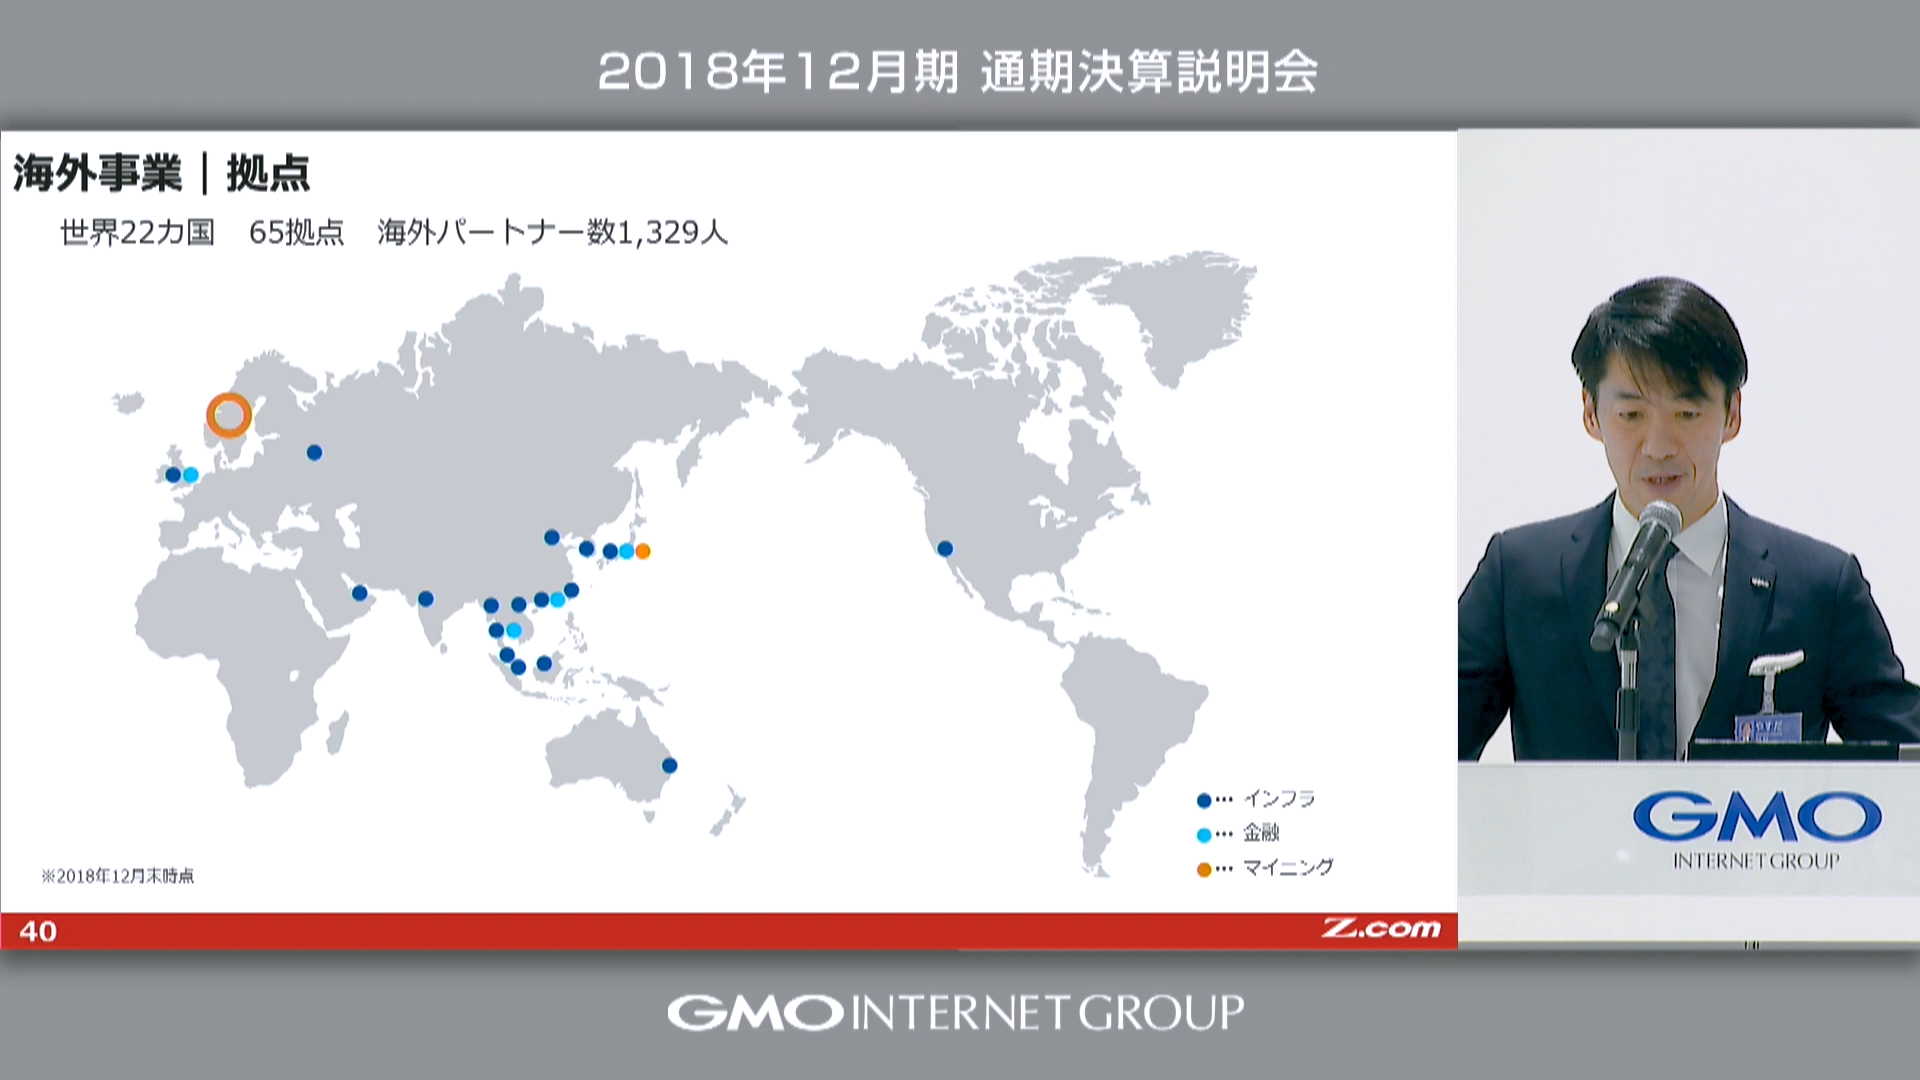 2018年12月期 通期決算説明会
海外事業｜拠点
世界22カ国 65拠点 海外パートナー数1,329人
●… インフラ
●… 金融
●… マイニング
※2018年12月末時点
40
Z.com
やすだ
GMO
INTERNET GROUP
GMO INTERNET GROUP